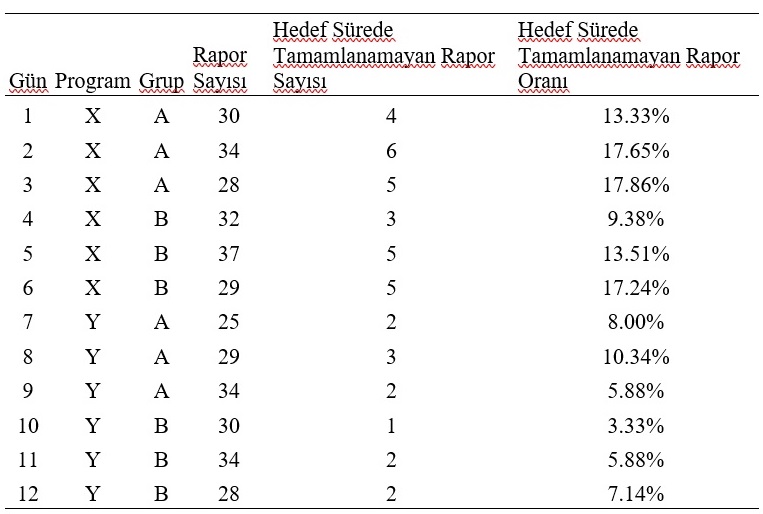 Gün Program Grup Rapor Sayısı Hedef Sürede Tamamlanamayan Rapor Sayısı Hedef Sürede Tamamlanamayan Rapor Oranı
1 X A 30 4 13.33%
2 X A 34 6 17.65%
3 X A 28 5 17.86%
4 X B 32 3 9.38%
5 X B 37 5 13.51%
6 X B 29 5 17.24%
7 Y A 25 2 8.00%
8 Y A 29 3 10.34%
9 Y A 34 2 5.88%
10 Y B 30 1 3.33%
11 Y B 34 2 5.88%
12 Y B 28 2 7.14%